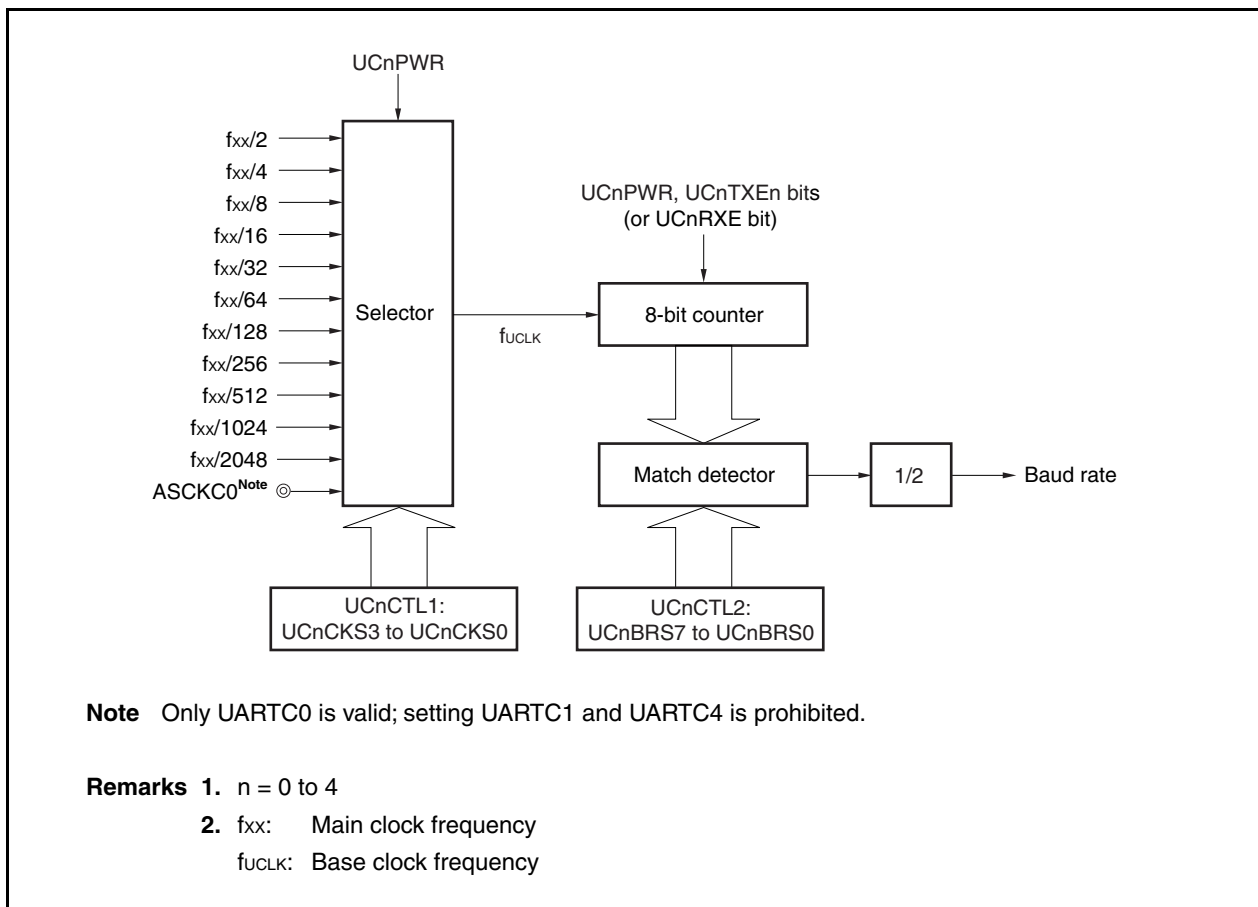 UCnPWR
fxx/2
fxx/4
fxx/8
fxx/16
fxx/32
fxx/64
fxx/128
fxx/256
fxx/512
fxx/1024
fxx/2048
ASCKC0Note
Selector
fUCLK
UCnPWR, UCnTXEn bits
(or UCnRXE bit)
8-bit counter
Match detector
1/2
Baud rate
UCnCTL1:
UCnCKS3 to UCnCKS0
UCnCTL2:
UCnBRS7 to UCnBRS0
Note Only UARTC0 is valid; setting UARTC1 and UARTC4 is prohibited.
Remarks 1. n = 0 to 4
2. fxx: Main clock frequency
fUCLK: Base clock frequency